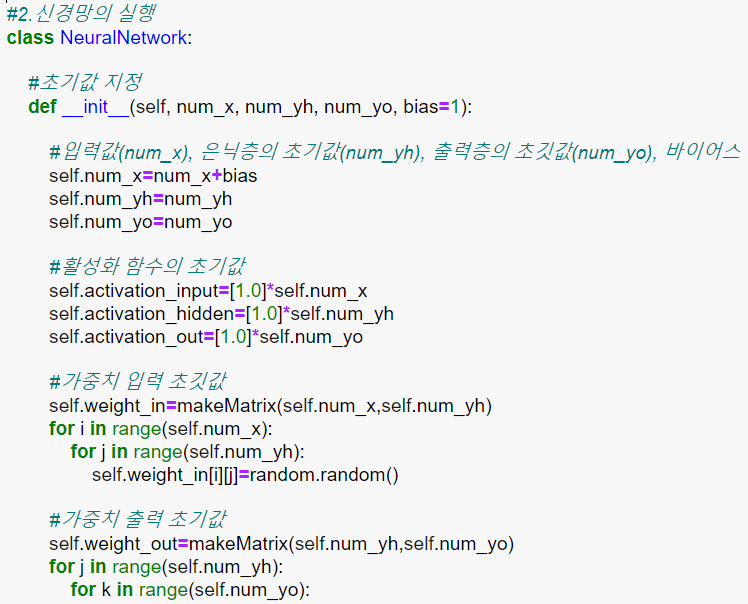 #2.신경망의 실행
class NeuralNetwork:
#초기값 지정
def __init__(self, num_x, num_yh, num_yo, bias=1):
#입력값(num_x), 은닉층의 초기값(num_yh), 출력층의 초깃값(num_yo), 바이어스
self.num_x=num_x+bias
self.num_yh=num_yh
self.num_yo=num_yo
#활성화 함수의 초기값
self.activation_input=[1.0]*self.num_x
self.activation_hidden=[1.0]*self.num_yh
self.activation_out=[1.0]*self.num_yo
#가중치 입력 초깃값
self.weight_in=makeMatrix(self.num_x,self.num_yh)
for i in range(self.num_x):
for j in range(self.num_yh):
self.weight_in[i][j]=random.random()
#가중치 출력 초기값
self.weight_out=makeMatrix(self.num_yh,self.num_yo)
for j in range(self.num_yh):
for k in range(self.num_yo):